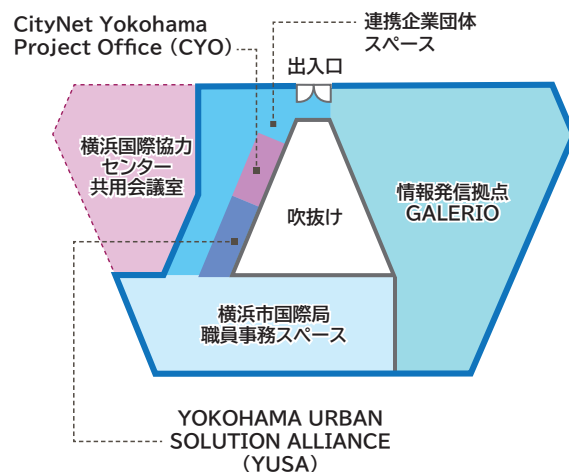 CityNet Yokohama
Project Office (CYO)
連携企業団体
スペース
出入口
横浜国際協力
センター
共用会議室
吹抜け
情報発信拠点
GALERIO
横浜市国際局
職員事務スペース
YOKOHAMA URBAN
SOLUTION ALLIANCE
(YUSA)